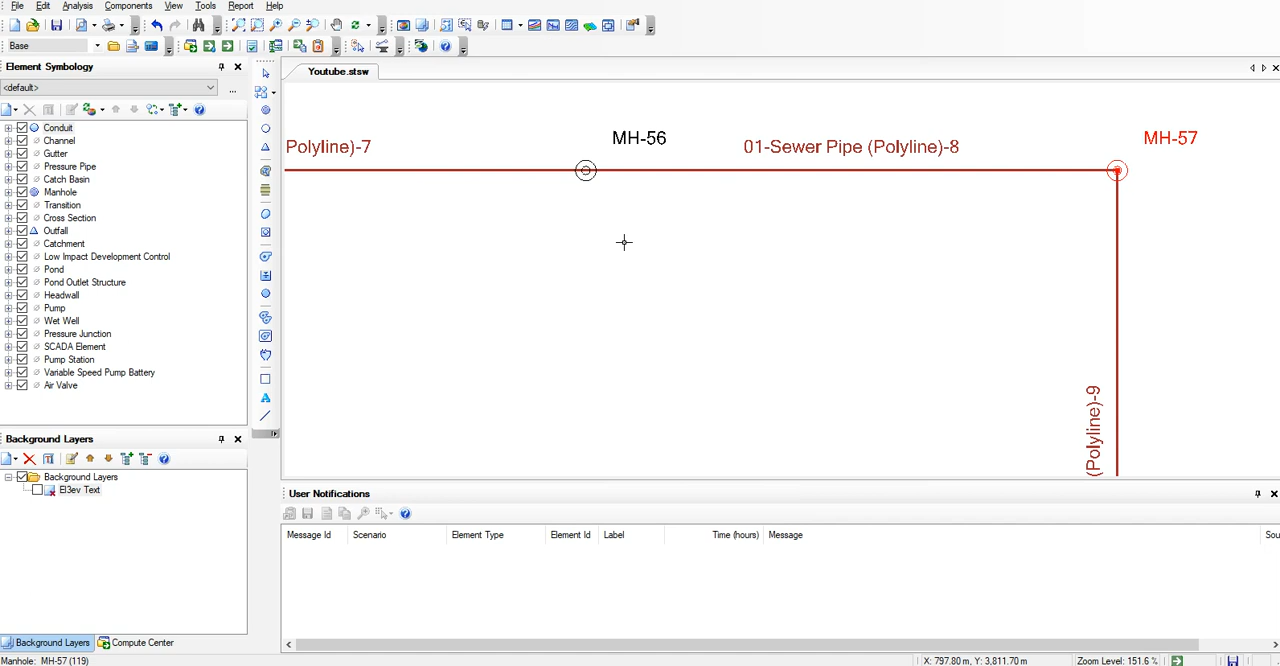 File Edit Analysis Components View Tools Report Help
Base
Element Symbology
<default>
...
Conduit
Channel
Gutter
Pressure Pipe
Catch Basin
Manhole
Transition
Cross Section
Outfall
Catchment
Low Impact Development Control
Pond
Pond Outlet Structure
Headwall
Pump
Wet Well
Pressure Junction
SCADA Element
Pump Station
Variable Speed Pump Battery
Air Valve
Background Layers
Background Layers
El3ev Text
Background Layers Compute Center
Youtube.stsw
MH-56
MH-57
Polyline)-7
01-Sewer Pipe (Polyline)-8
(Polyline)-9
User Notifications
Message Id Scenario Element Type Element Id Label Time (hours) Message Sou
Manhole: MH-57 (119)
X: 797.80 m, Y: 3,811.70 m
Zoom Level: 151.6 %